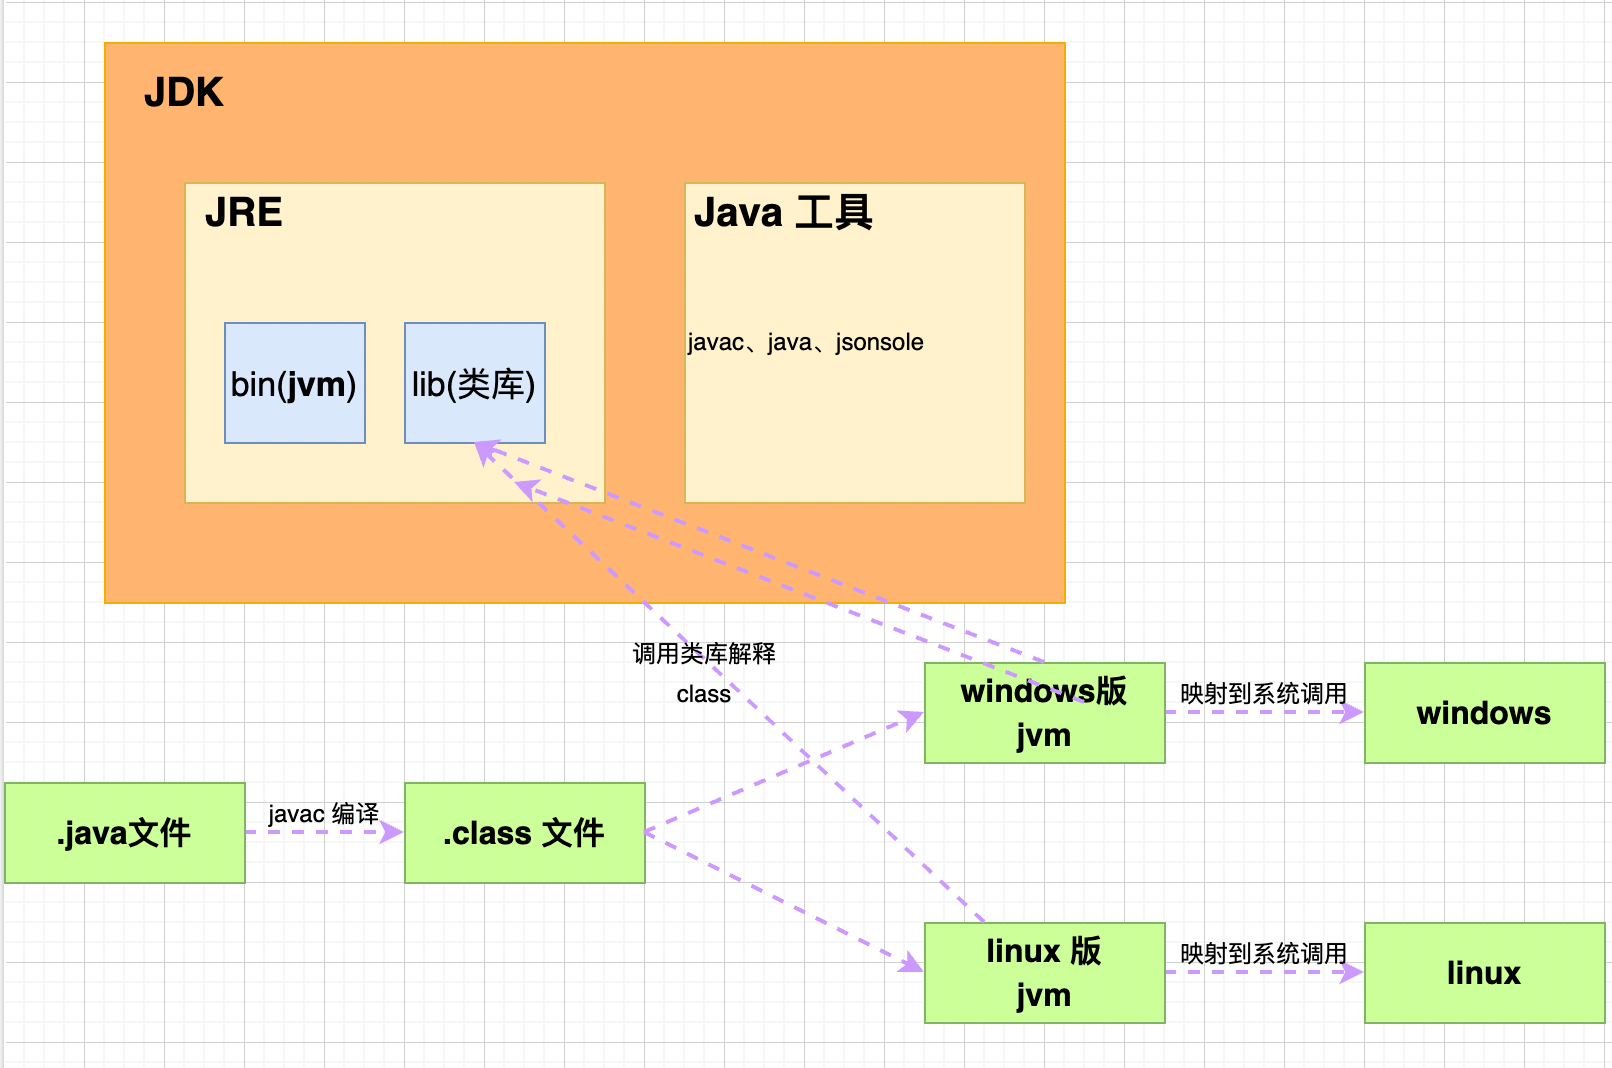 JDK
JRE
Java 工具
javac、java、jsonsole
bin(jvm)
lib(类库)
调用类库解释
class
windows版
jvm
映射到系统调用
windows
.java文件
javac 编译
.class 文件
linux 版
jvm
映射到系统调用
linux